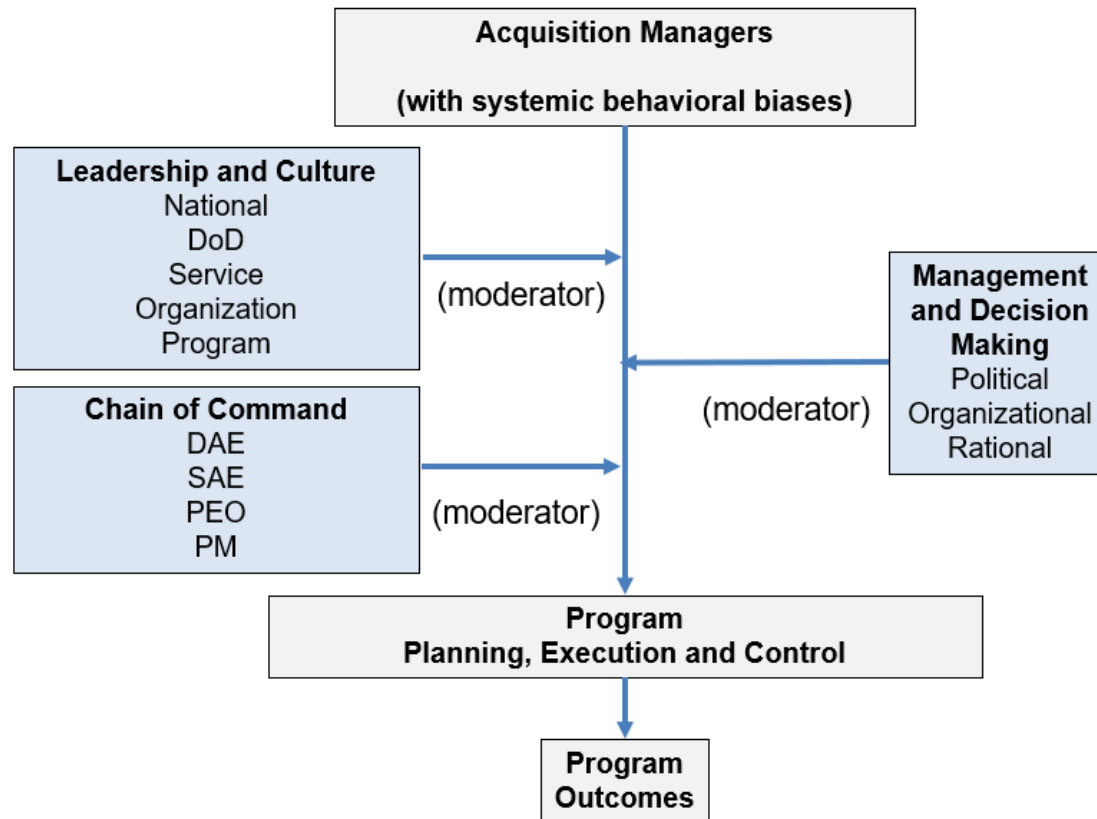 Acquisition Managers
(with systemic behavioral biases)
Leadership and Culture
National
DoD
Service
Organization
Program
(moderator)
Management
and Decision
Making
Political
Organizational
Rational
(moderator)
Chain of Command
DAE
SAE
PEO
PM
(moderator)
Program
Planning, Execution and Control
Program
Outcomes